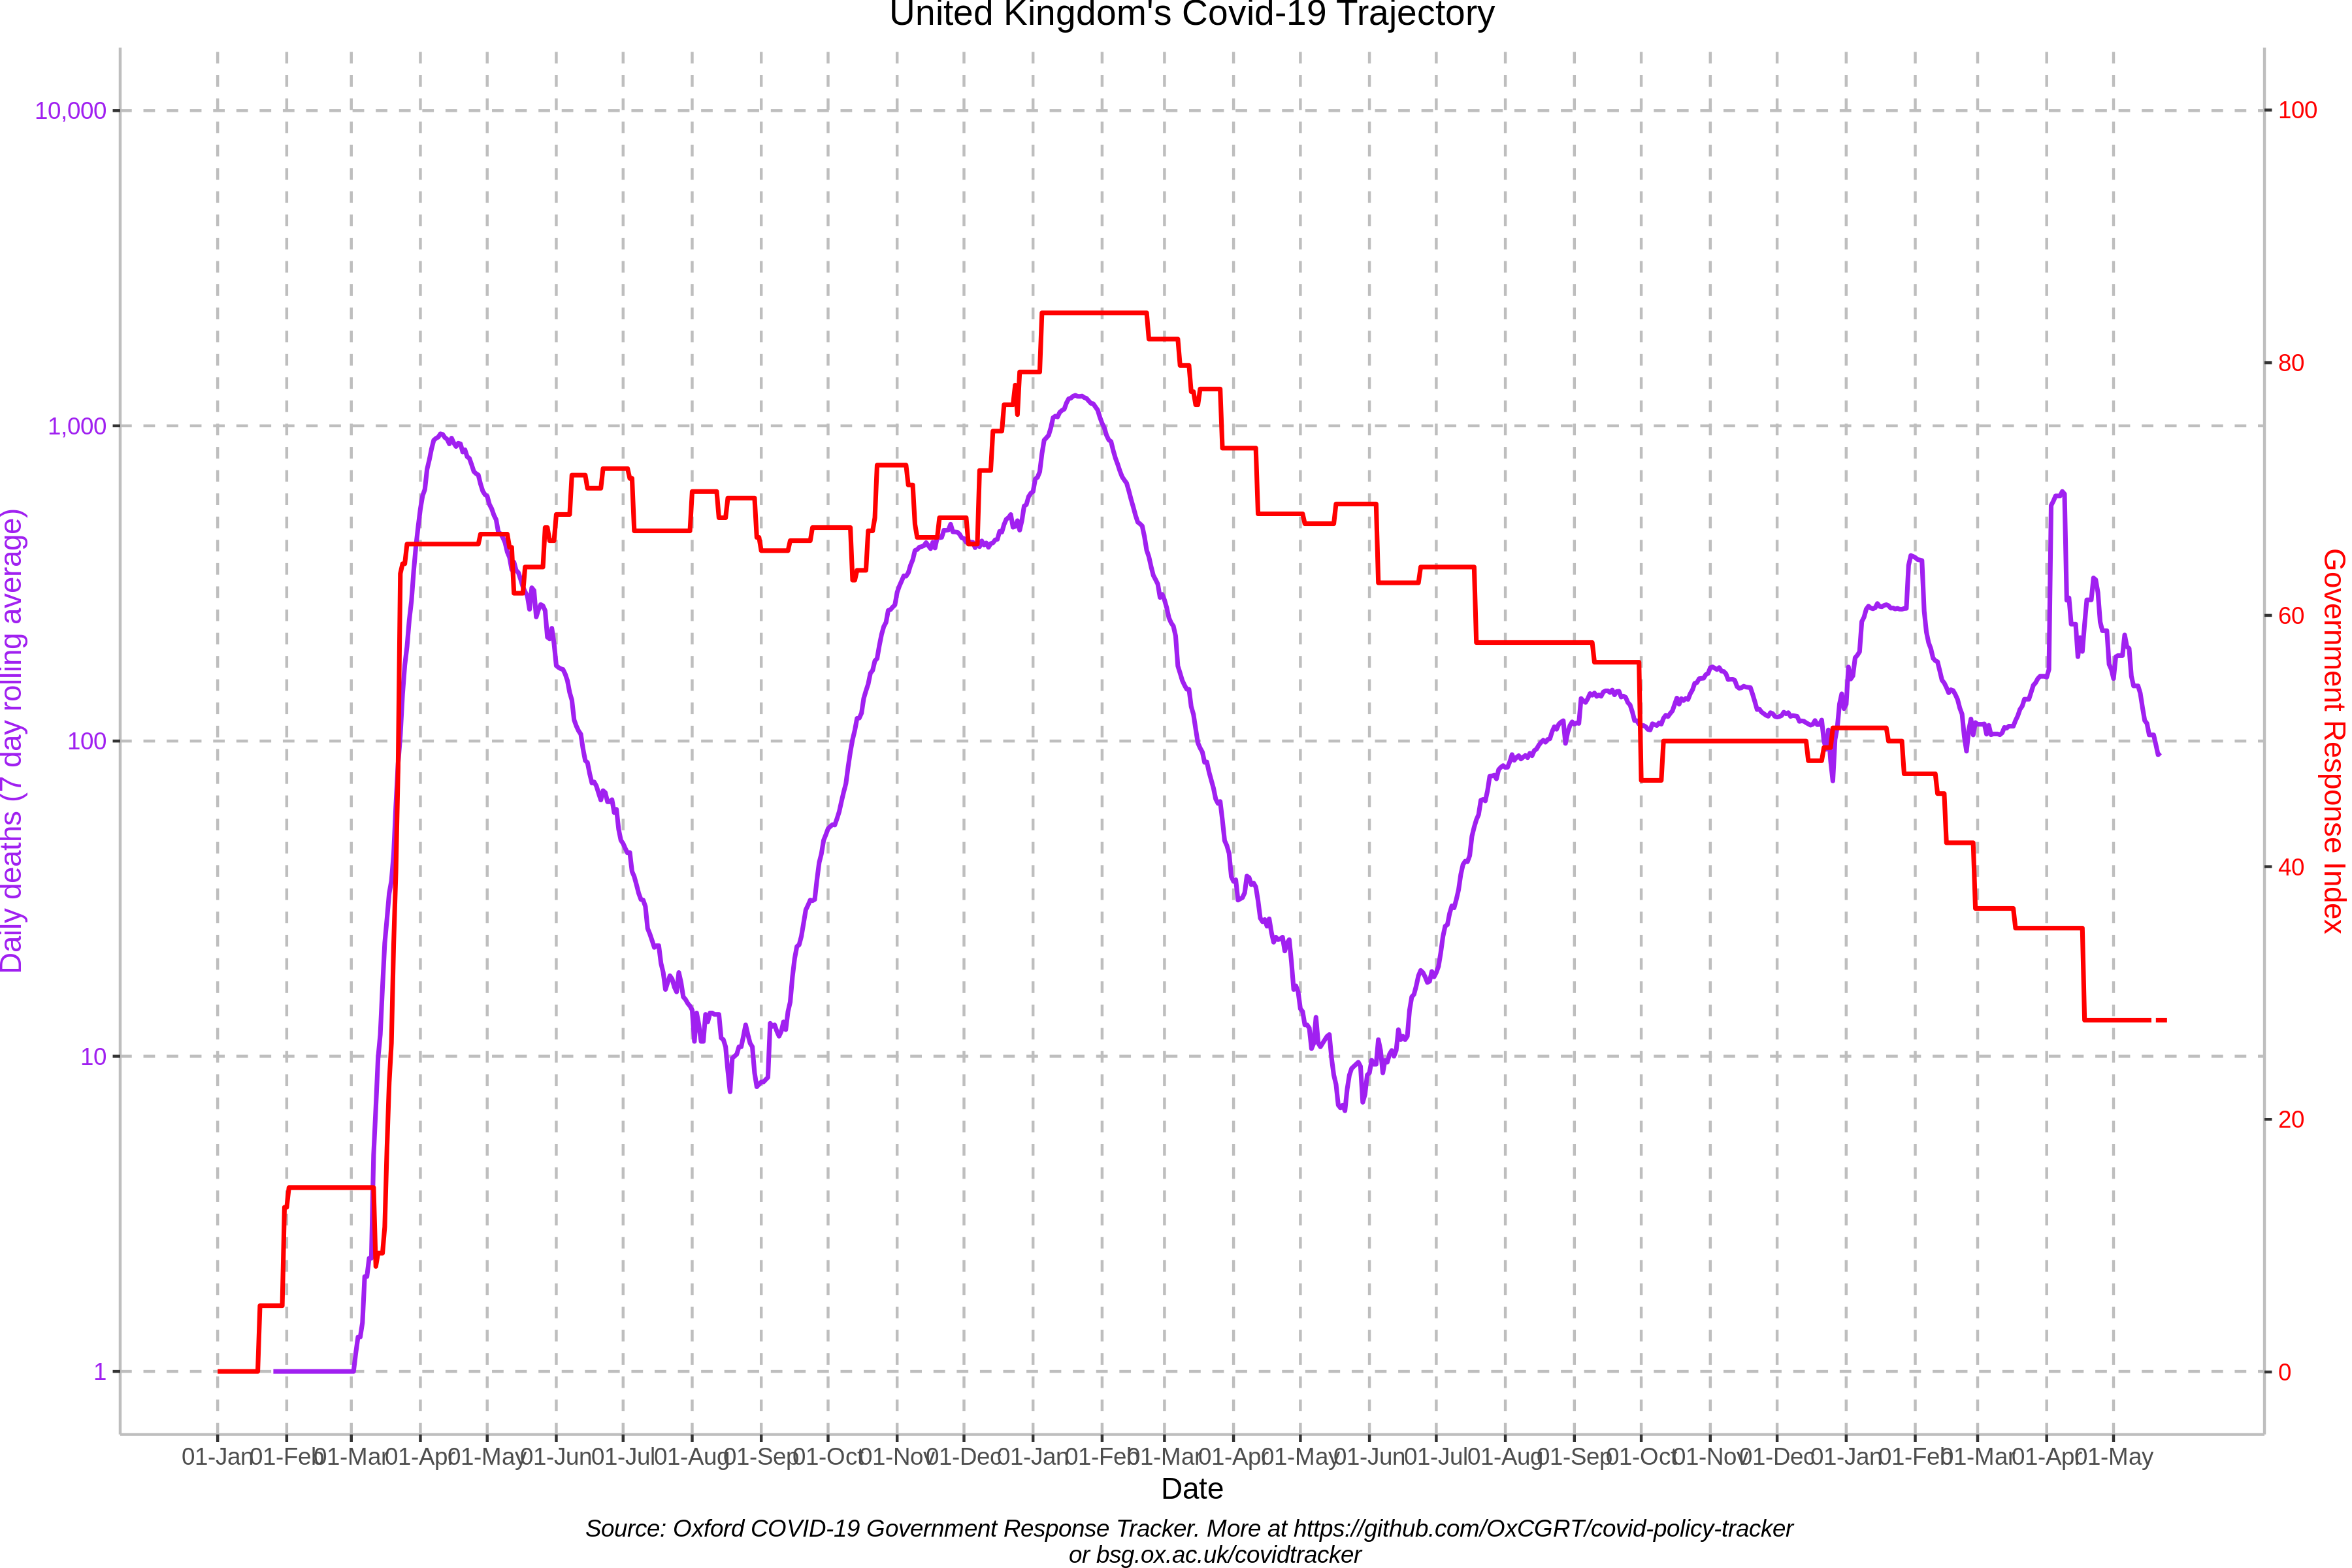 United Kingdom's Covid-19 Trajectory
10,000
1,000
100
10
1
Daily deaths (7 day rolling average)
100
80
60
40
20
0
Government Response Index
01-Jan 01-Feb 01-Mar 01-Apr 01-May 01-Jun 01-Jul 01-Aug 01-Sep 01-Oct 01-Nov 01-Dec 01-Jan 01-Feb 01-Mar 01-Apr 01-May 01-Jun 01-Jul 01-Aug 01-Sep 01-Oct 01-Nov 01-Dec 01-Jan 01-Feb 01-Mar 01-Apr 01-May
Date
Source: Oxford COVID-19 Government Response Tracker. More at https://github.com/OxCGRT/covid-policy-tracker
or bsg.ox.ac.uk/covidtracker